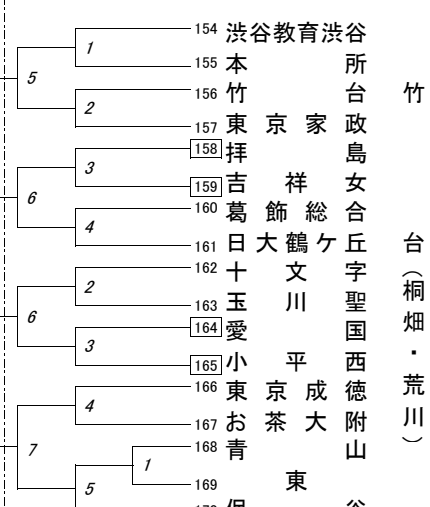 154 渋谷教育渋谷
1
155 本所
5
156 竹台
2
157 東京家政
158 拝島
3
159 吉祥女
6
160 葛飾総合
4
161 日大鶴ケ丘
162 十文字
2
163 玉川聖
6
164 愛国
3
165 小平西
166 東京成徳
4
167 お茶大附
7
168 青山
1
169 東
5
竹台（桐畑・荒川）